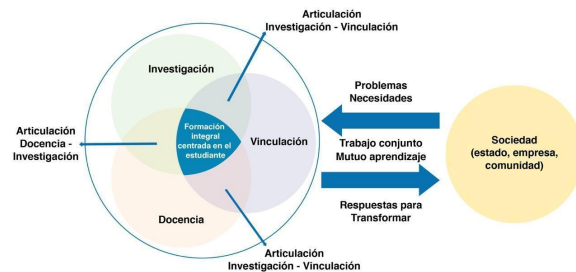 Articulación
Investigación - Vinculación
Investigación
Problemas
Necesidades
Articulación
Docencia -
Investigación
Formación
integral
centrada en el
estudiante
Vinculación
Trabajo conjunto
Mutuo aprendizaje
Sociedad
(estado, empresa,
comunidad)
Docencia
Respuestas para
Transformar
Articulación
Investigación - Vinculación